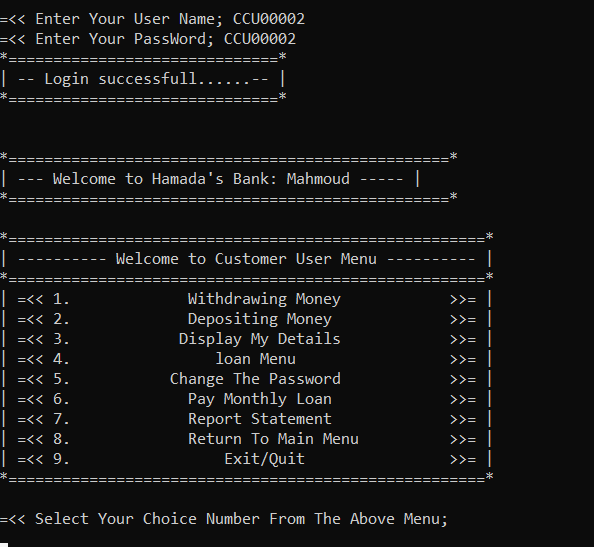 =<< Enter Your User Name; CCU00002
=<< Enter Your PassWord; CCU00002
*==============================*
| -- Login successfull......-- |
*==============================*
*=================================================*
| --- Welcome to Hamada's Bank: Mahmoud ----- |
*=================================================*
*=====================================================*
| ---------- Welcome to Customer User Menu ---------- |
*=====================================================*
| =<< 1.             Withdrawing Money            >>= |
| =<< 2.             Depositing Money             >>= |
| =<< 3.            Display My Details            >>= |
| =<< 4.                loan Menu                 >>= |
| =<< 5.           Change The Password            >>= |
| =<< 6.             Pay Monthly Loan             >>= |
| =<< 7.             Report Statement             >>= |
| =<< 8.             Return To Main Menu          >>= |
| =<< 9.                 Exit/Quit                >>= |
*=====================================================*
=<< Select Your Choice Number From The Above Menu;